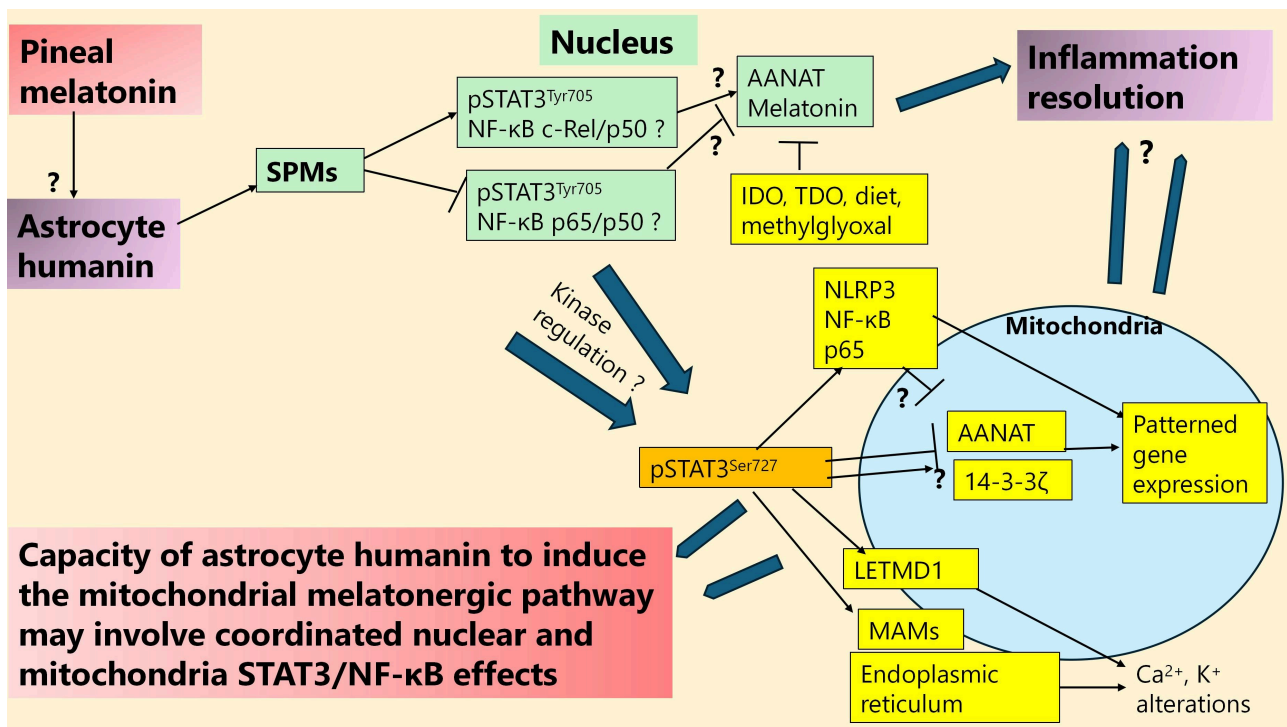 Pineal
melatonin
?
Astrocyte
humanin
SPMs
Nucleus
pSTAT3ᵀʸʳ⁷⁰⁵
NF-κB c-Rel/p50 ?
pSTAT3ᵀʸʳ⁷⁰⁵
NF-κB p65/p50 ?
?
?
AANAT
Melatonin
IDO, TDO, diet,
methylglyoxal
Inflammation
resolution
?
Kinase
regulation ?
NLRP3
NF-κB
p65
Mitochondria
?
AANAT
14-3-3ζ
?
Patterned
gene
expression
pSTAT3ˢᵉʳ⁷²⁷
LETMD1
MAMs
Endoplasmic
reticulum
Ca²⁺, K⁺
alterations
Capacity of astrocyte humanin to induce
the mitochondrial melatonergic pathway
may involve coordinated nuclear and
mitochondria STAT3/NF-κB effects